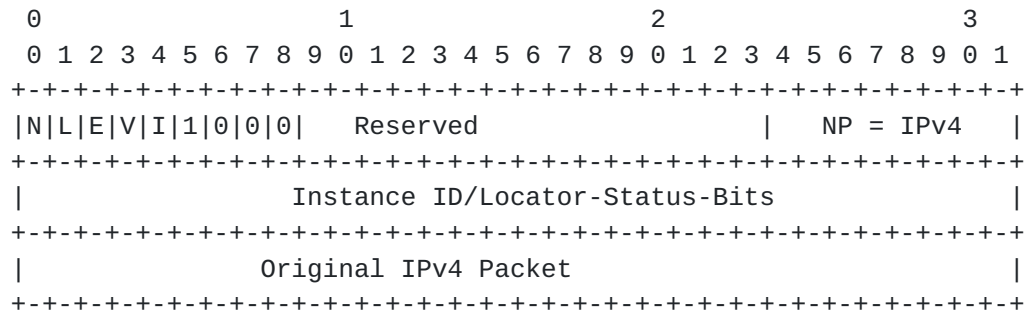 0                   1                   2                   3
 0 1 2 3 4 5 6 7 8 9 0 1 2 3 4 5 6 7 8 9 0 1 2 3 4 5 6 7 8 9 0 1
+-+-+-+-+-+-+-+-+-+-+-+-+-+-+-+-+-+-+-+-+-+-+-+-+-+-+-+-+-+-+-+-+
|N|L|E|V|I|1|0|0|0|   Reserved                  |   NP = IPv4   |
+-+-+-+-+-+-+-+-+-+-+-+-+-+-+-+-+-+-+-+-+-+-+-+-+-+-+-+-+-+-+-+-+
|                 Instance ID/Locator-Status-Bits               |
+-+-+-+-+-+-+-+-+-+-+-+-+-+-+-+-+-+-+-+-+-+-+-+-+-+-+-+-+-+-+-+-+
|               Original IPv4 Packet                            |
+-+-+-+-+-+-+-+-+-+-+-+-+-+-+-+-+-+-+-+-+-+-+-+-+-+-+-+-+-+-+-+-+